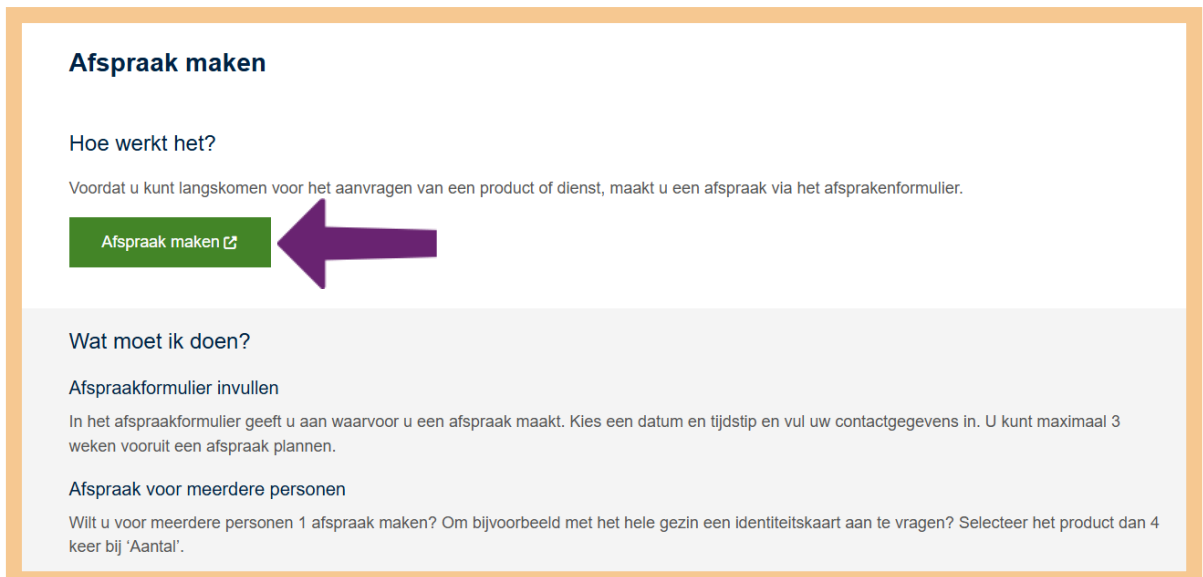 Afspraak maken
Hoe werkt het?
Voordat u kunt langskomen voor het aanvragen van een product of dienst, maakt u een afspraak via het afsprakenformulier.
Afspraak maken
Wat moet ik doen?
Afspraakformulier invullen
In het afspraakformulier geeft u aan waarvoor u een afspraak maakt. Kies een datum en tijdstip en vul uw contactgegevens in. U kunt maximaal 3
weken vooruit een afspraak plannen.
Afspraak voor meerdere personen
Wilt u voor meerdere personen 1 afspraak maken? Om bijvoorbeeld met het hele gezin een identiteitskaart aan te vragen? Selecteer het product dan 4
keer bij ‘Aantal’.